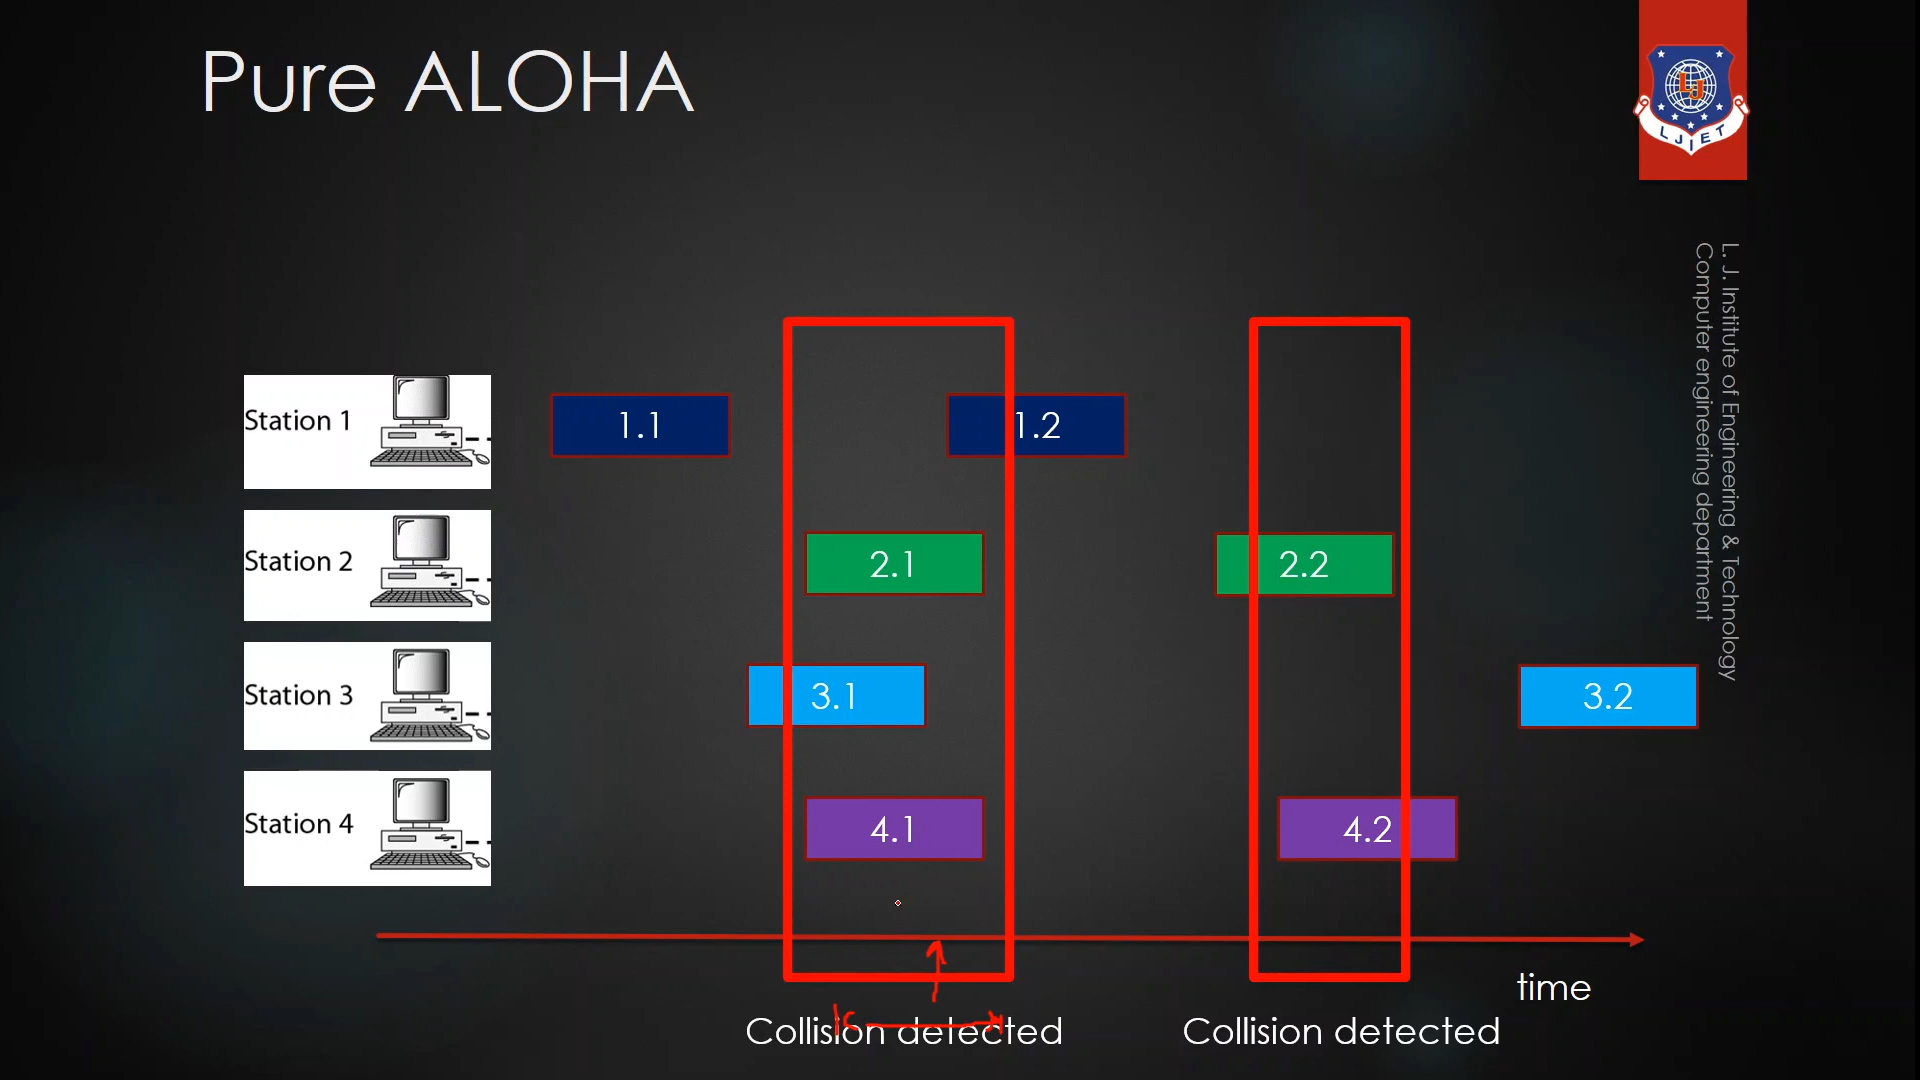 Pure ALOHA
LJ
LJIET
L. J. Institute of Engineering & Technology
Computer engineering department
Station 1
1.1
1.2
Station 2
2.1
2.2
Station 3
3.1
3.2
Station 4
4.1
4.2
time
Collision detected
Collision detected